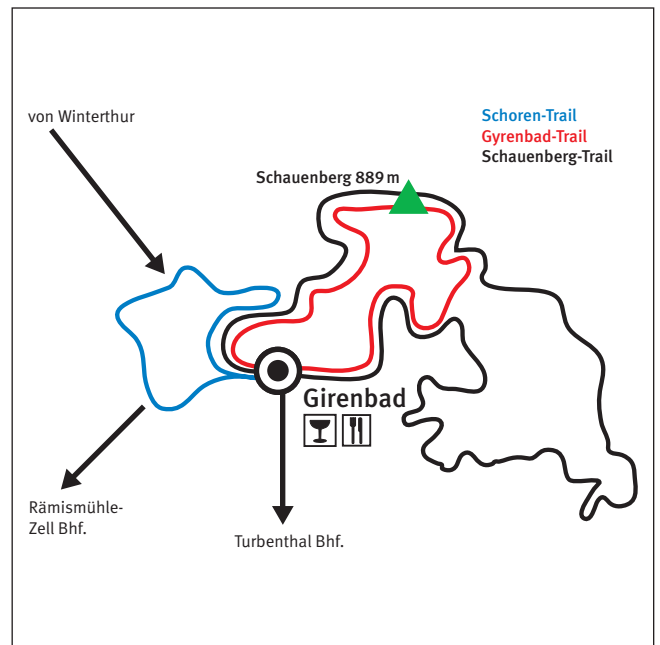 von Winterthur
Schoren-Trail
Gyrenbad-Trail
Schauenberg-Trail
Schauenberg 889 m
Girenbad
Rämismühle-
Zell Bhf.
Turbenthal Bhf.